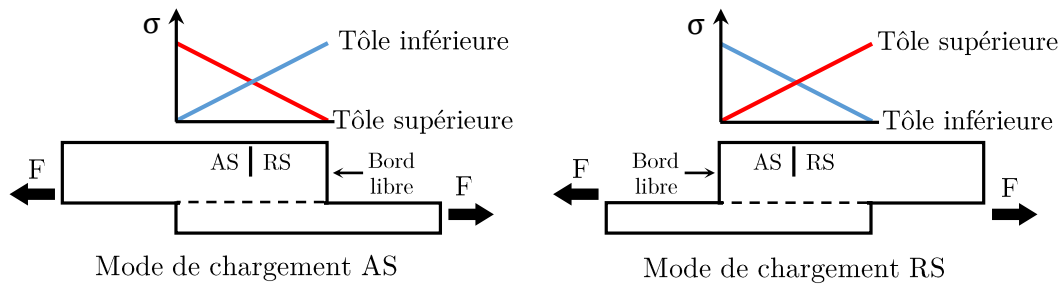 σ
Tôle inférieure
Tôle supérieure
AS RS
Bord
libre
F
F
Mode de chargement AS
σ
Tôle supérieure
Tôle inférieure
AS RS
Bord
libre
F
F
Mode de chargement RS